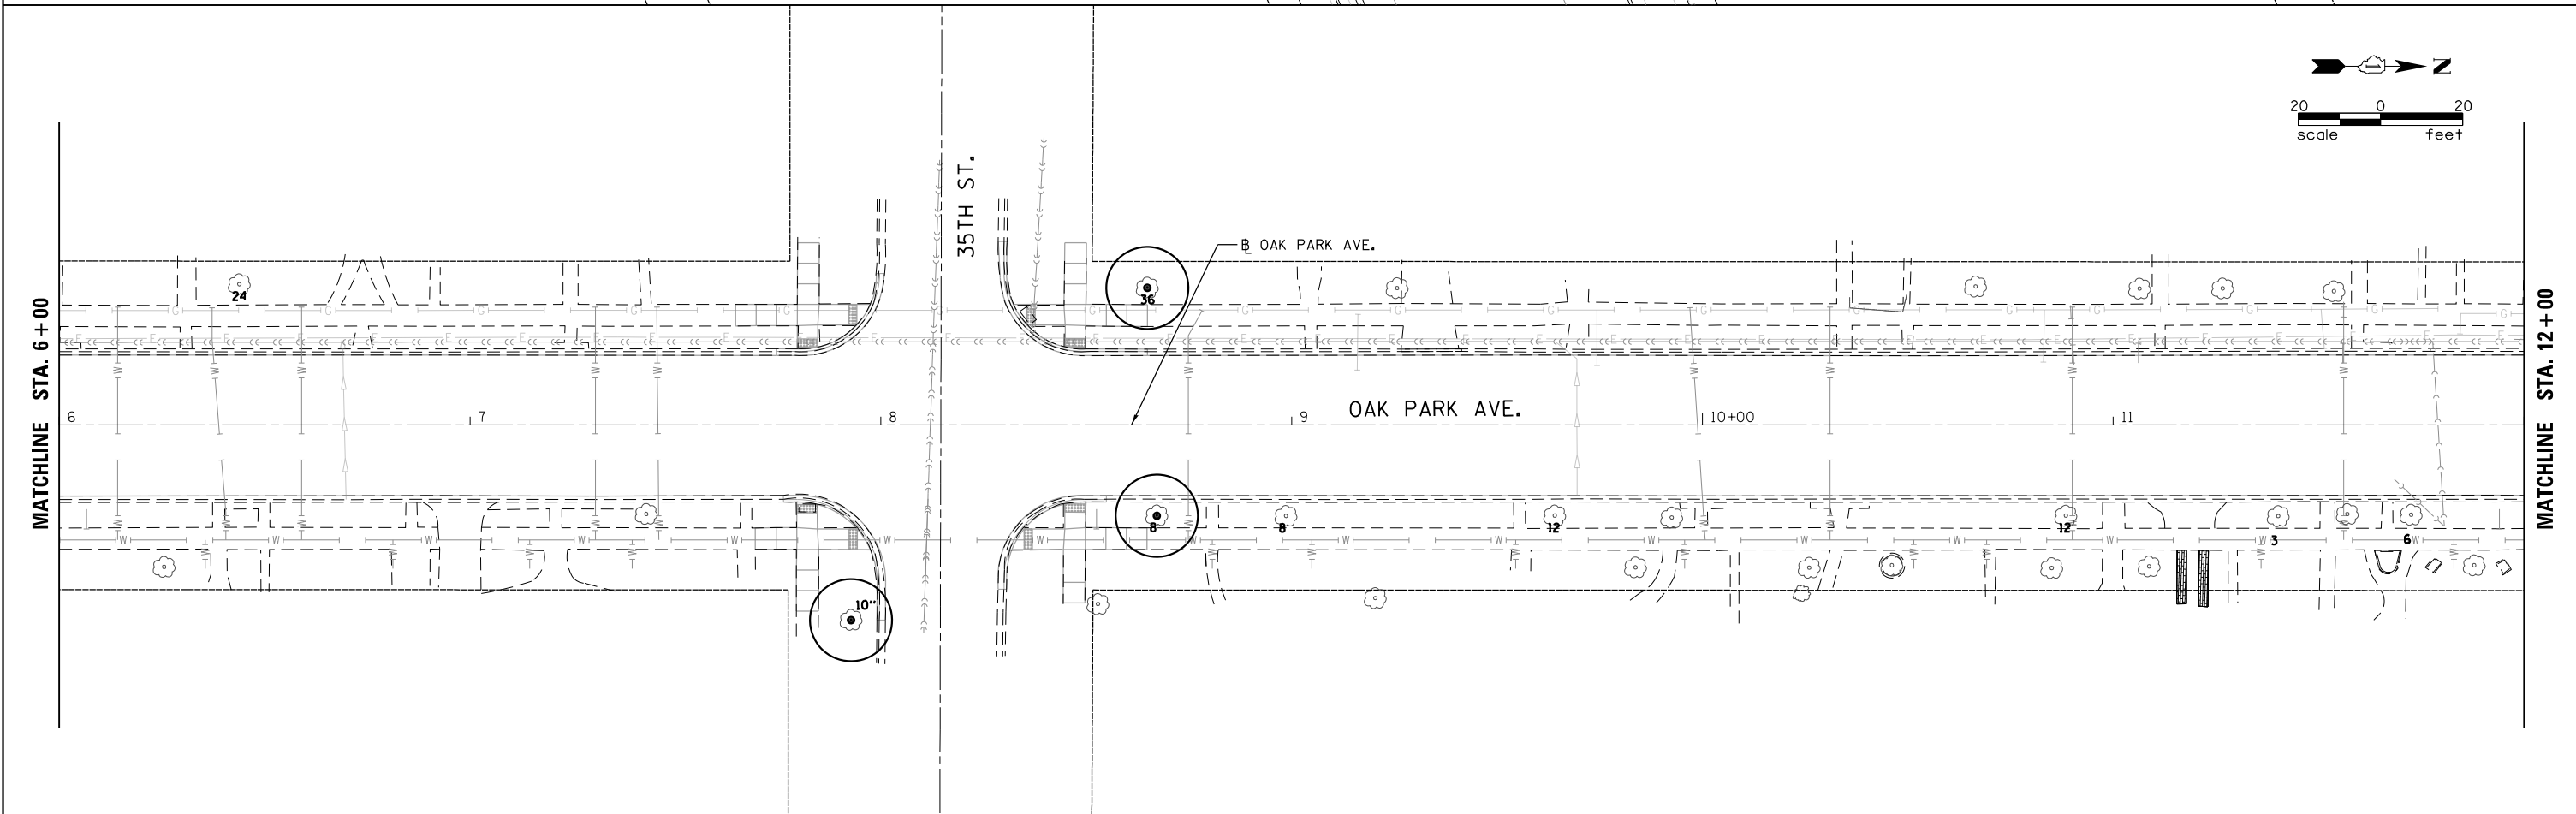 N
20 0 20
scale feet
35TH ST.
℄ OAK PARK AVE.
24
36
G G G G G G G G G G G G G G G G
MATCHLINE STA. 6+00
MATCHLINE STA. 12+00
W W W W W W W W W W
OAK PARK AVE.
6 7 8 9 10+00 11
8 8 12 12
W W W W W W W W W W W W W W W W
3 6
10"